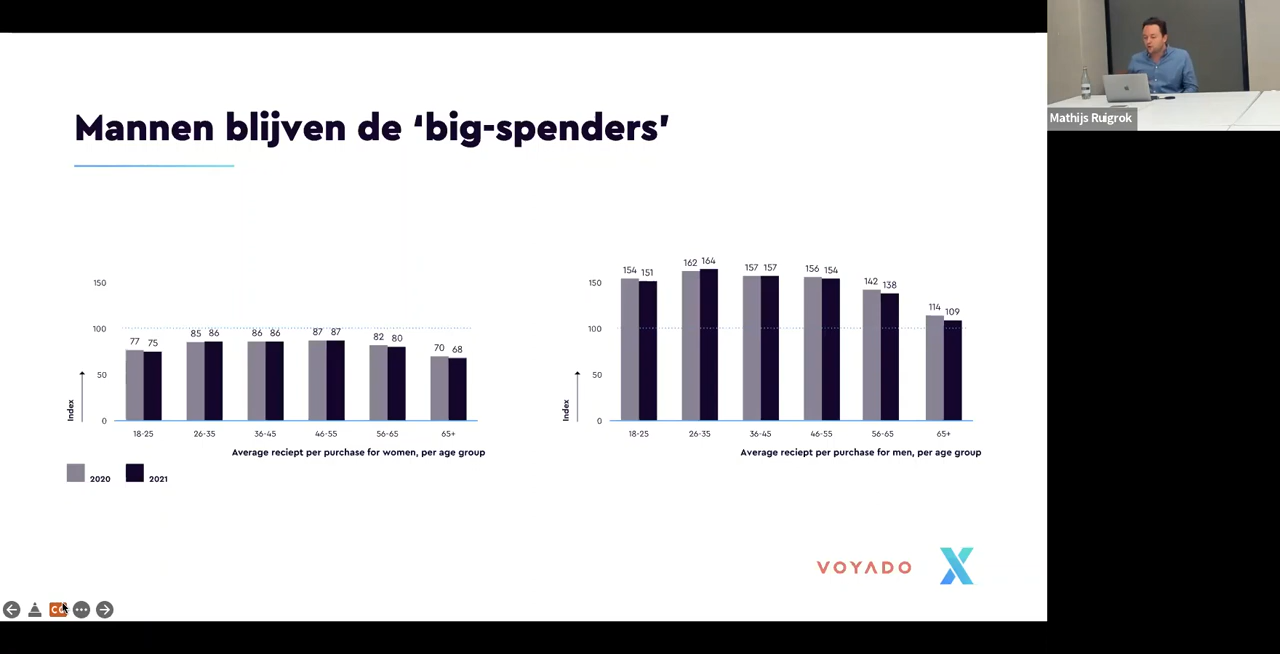 Mannen blijven de ‘big-spenders’
Mathijs Ruigrok
150
100
50
0
Index
77 75
85 86
86 86
87 87
82 80
70 68
18-25 26-35 36-45 46-55 56-65 65+
Average reciept per purchase for women, per age group
2020 2021
150
100
50
0
Index
154 151
162 164
157 157
156 154
142 138
114 109
18-25 26-35 36-45 46-55 56-65 65+
Average reciept per purchase for men, per age group
VOYADO